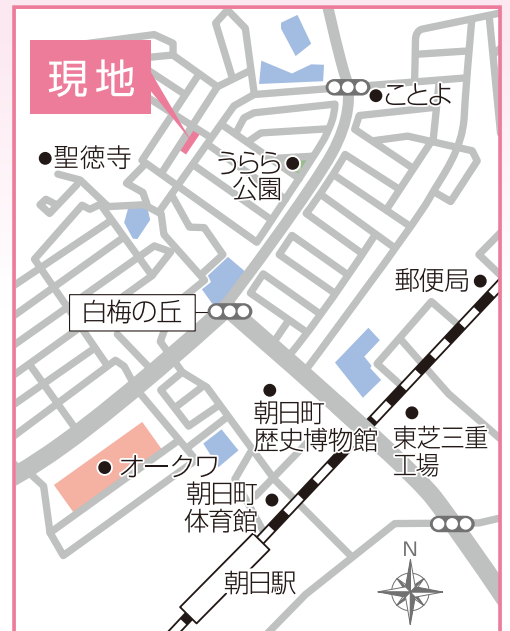 現地
ことよ
聖徳寺
うらら
公園
郵便局
白梅の丘
朝日町
歴史博物館
東芝三重
工場
オークワ
朝日町
体育館
N
朝日駅